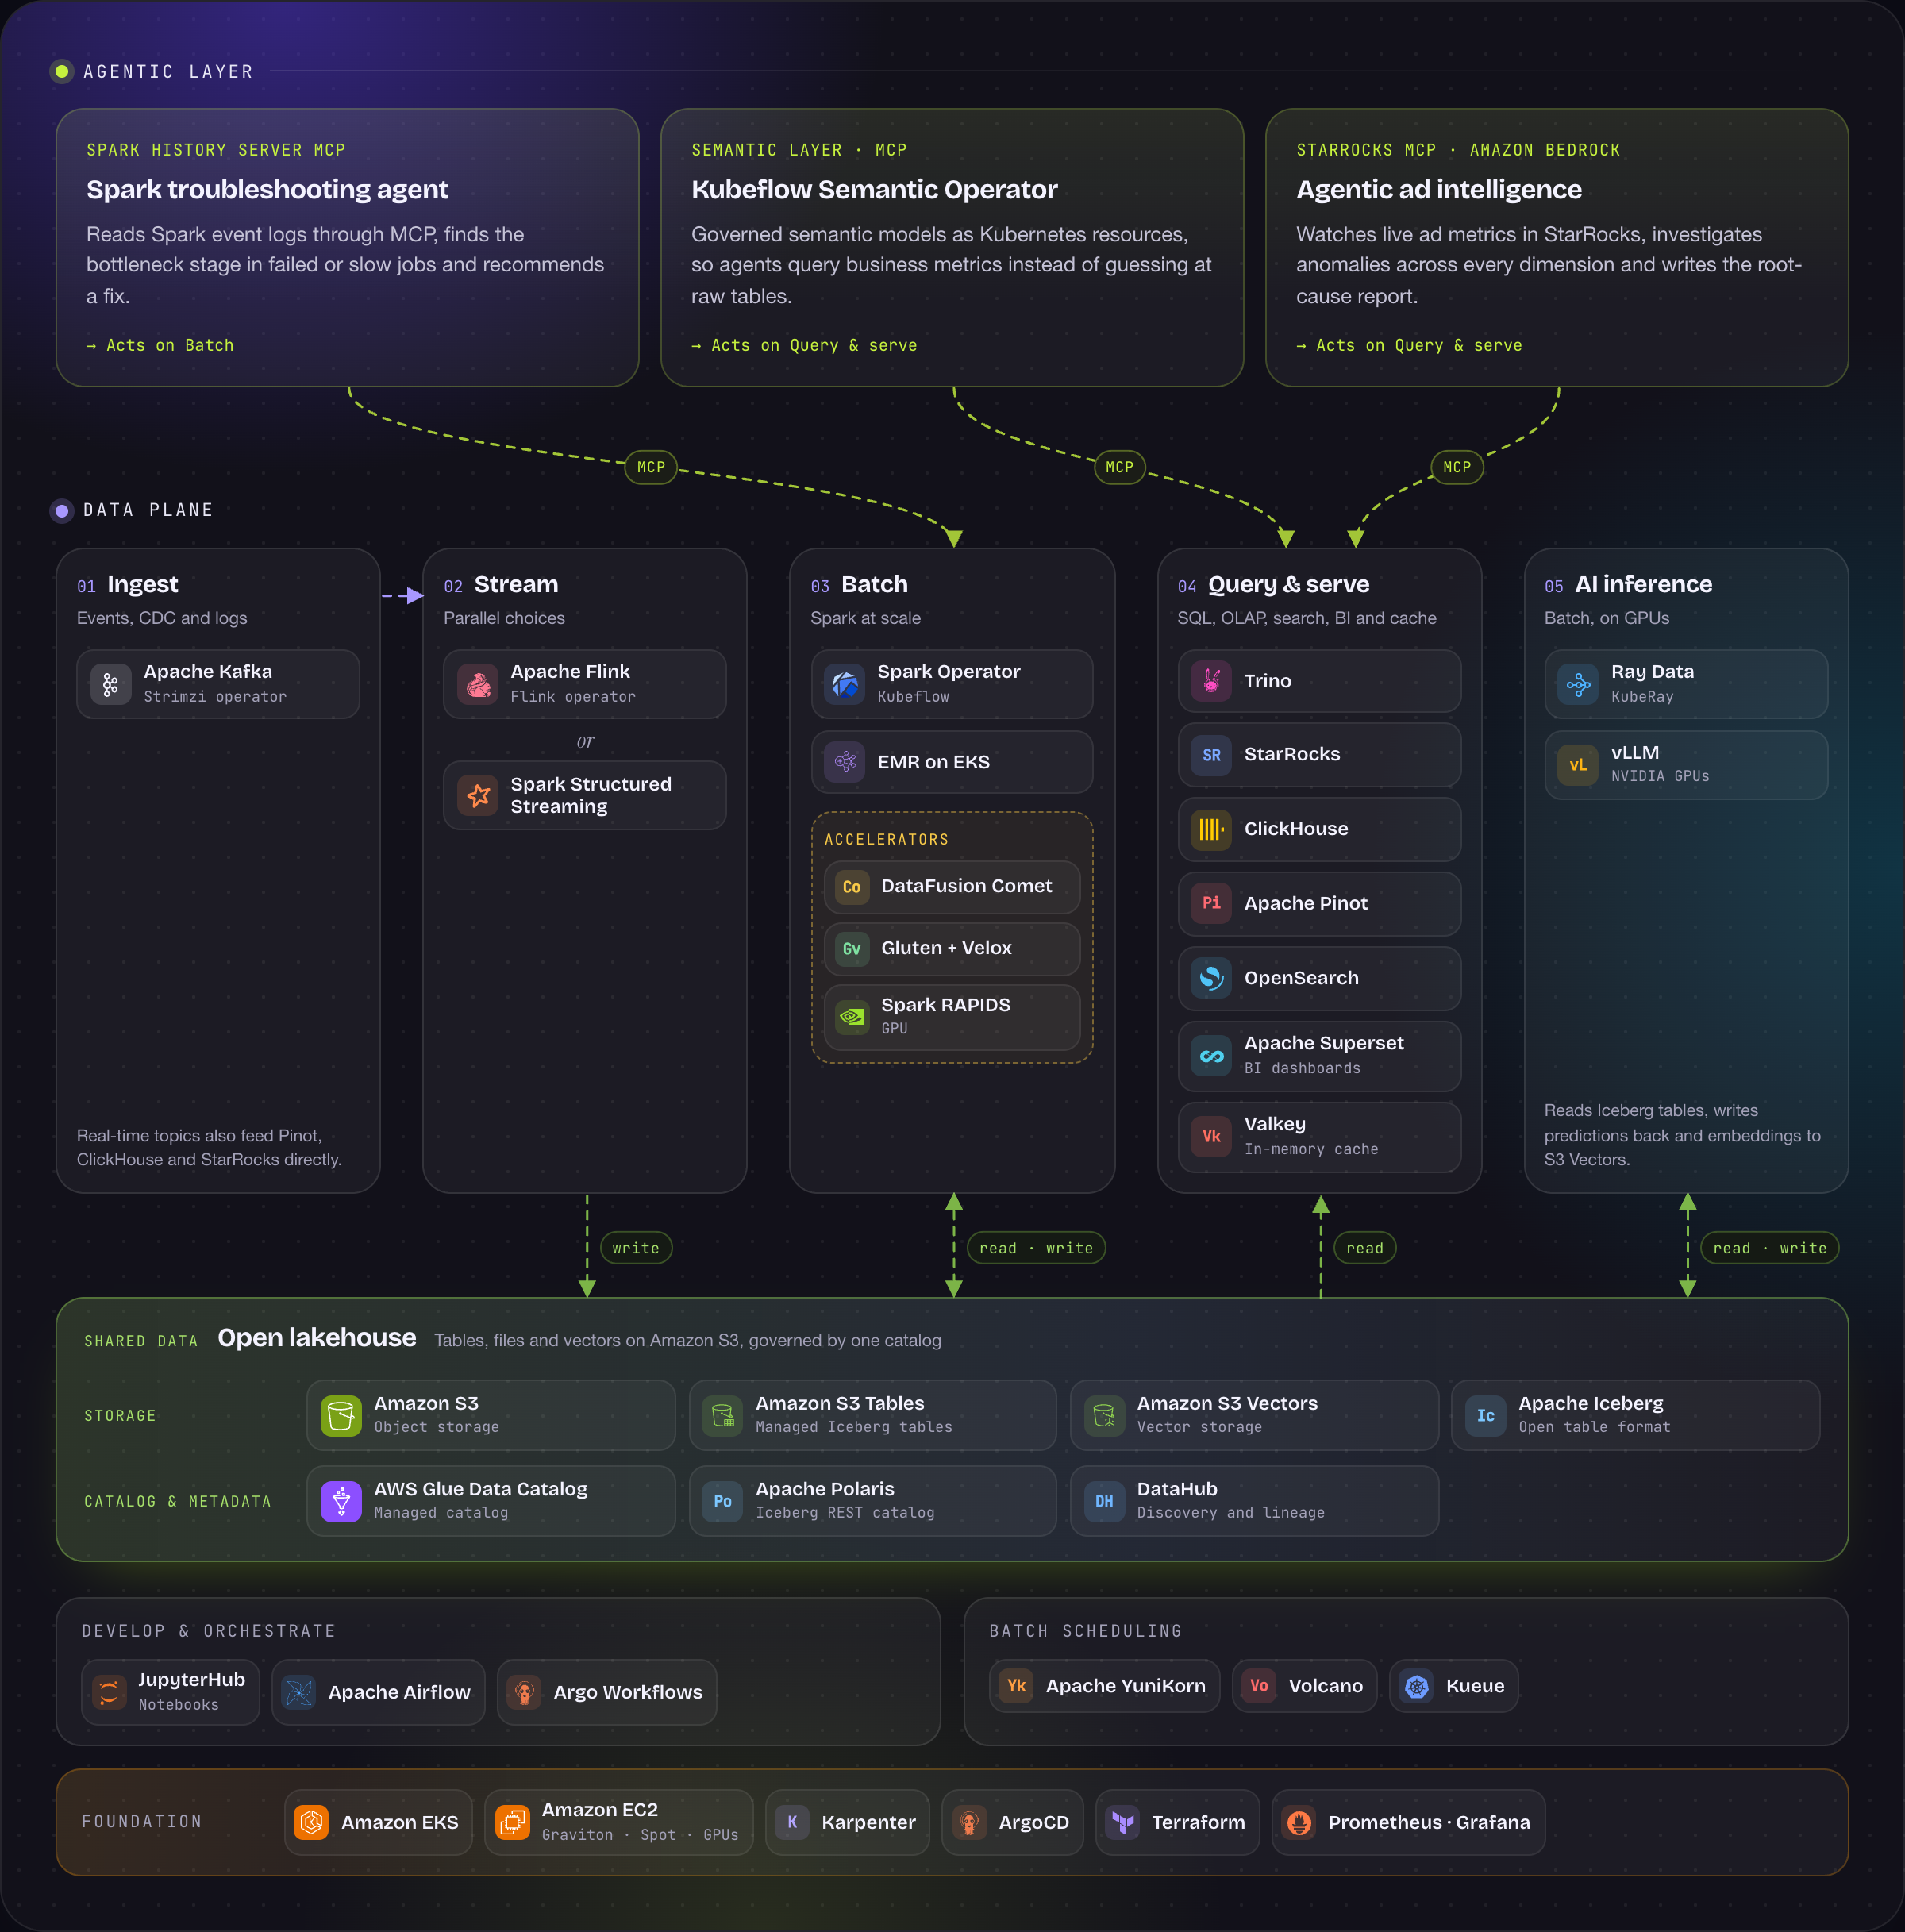 AGENTIC LAYER
SPARK HISTORY SERVER MCP
Spark troubleshooting agent
Reads Spark event logs through MCP, finds the
bottleneck stage in failed or slow jobs and recommends
a fix.
→ Acts on Batch
SEMANTIC LAYER · MCP
Kubeflow Semantic Operator
Governed semantic models as Kubernetes resources,
so agents query business metrics instead of guessing at
raw tables.
→ Acts on Query & serve
STARROCKS MCP · AMAZON BEDROCK
Agentic ad intelligence
Watches live ad metrics in StarRocks, investigates
anomalies across every dimension and writes the root-
cause report.
→ Acts on Query & serve
MCP
MCP
MCP
DATA PLANE
01 Ingest
Events, CDC and logs
Apache Kafka
Strimzi operator
Real-time topics also feed Pinot,
ClickHouse and StarRocks directly.
02 Stream
Parallel choices
Apache Flink
Flink operator
or
Spark Structured
Streaming
03 Batch
Spark at scale
Spark Operator
Kubeflow
EMR on EKS
ACCELERATORS
Co DataFusion Comet
Gv Gluten + Velox
Spark RAPIDS
GPU
04 Query & serve
SQL, OLAP, search, BI and cache
Trino
SR StarRocks
ClickHouse
Pi Apache Pinot
OpenSearch
Apache Superset
BI dashboards
Vk Valkey
In-memory cache
05 AI inference
Batch, on GPUs
Ray Data
KubeRay
vL vLLM
NVIDIA GPUs
Reads Iceberg tables, writes
predictions back and embeddings to
S3 Vectors.
write
read · write
read
read · write
SHARED DATA Open lakehouse Tables, files and vectors on Amazon S3, governed by one catalog
STORAGE
Amazon S3
Object storage
Amazon S3 Tables
Managed Iceberg tables
Amazon S3 Vectors
Vector storage
Ic Apache Iceberg
Open table format
CATALOG & METADATA
AWS Glue Data Catalog
Managed catalog
Po Apache Polaris
Iceberg REST catalog
DH DataHub
Discovery and lineage
DEVELOP & ORCHESTRATE
JupyterHub
Notebooks
Apache Airflow
Argo Workflows
BATCH SCHEDULING
Yk Apache YuniKorn
Vo Volcano
Kueue
FOUNDATION
Amazon EKS
Amazon EC2
Graviton · Spot · GPUs
K Karpenter
ArgoCD
Terraform
Prometheus · Grafana